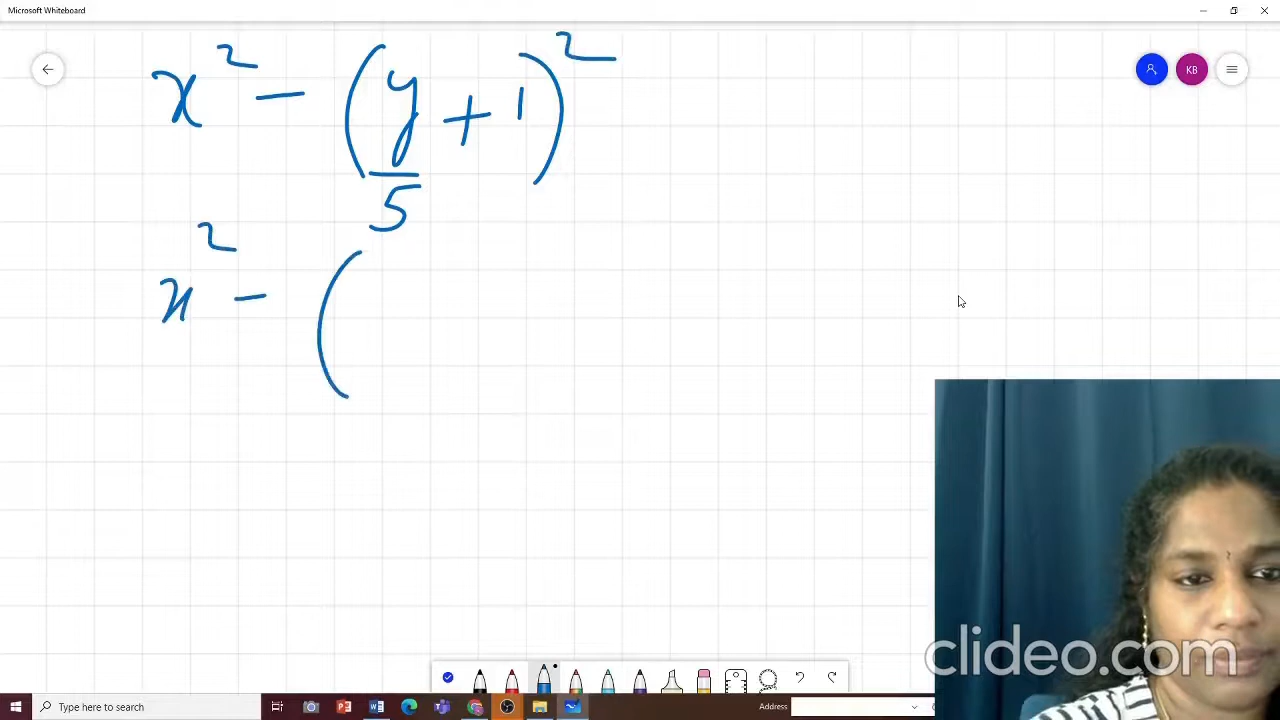 Microsoft Whiteboard
KB
x² - (y/5 + 1)²
x² - (
clideo.com
Type here to search
Address